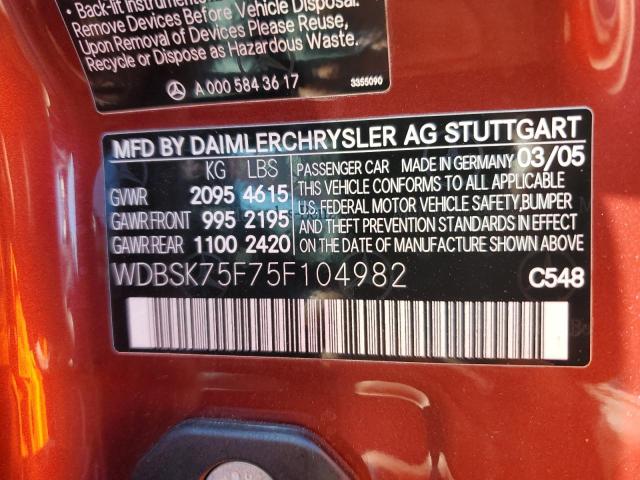 • Back-lit Instrument
Remove Devices Before Vehicle Disposal.
Upon Removal of Devices Please Reuse,
Recycle or Dispose as Hazardous Waste.
A 000 584 36 17
3355090
MFD BY DAIMLERCHRYSLER AG STUTTGART
KG LBS
GVWR 2095 4615
GAWR FRONT 995 2195
GAWR REAR 1100 2420
PASSENGER CAR MADE IN GERMANY 03/05
THIS VEHICLE CONFORMS TO ALL APPLICABLE
U.S. FEDERAL MOTOR VEHICLE SAFETY,BUMPER
AND THEFT PREVENTION STANDARDS IN EFFECT
ON THE DATE OF MANUFACTURE SHOWN ABOVE
WDBSK75F75F104982
C548